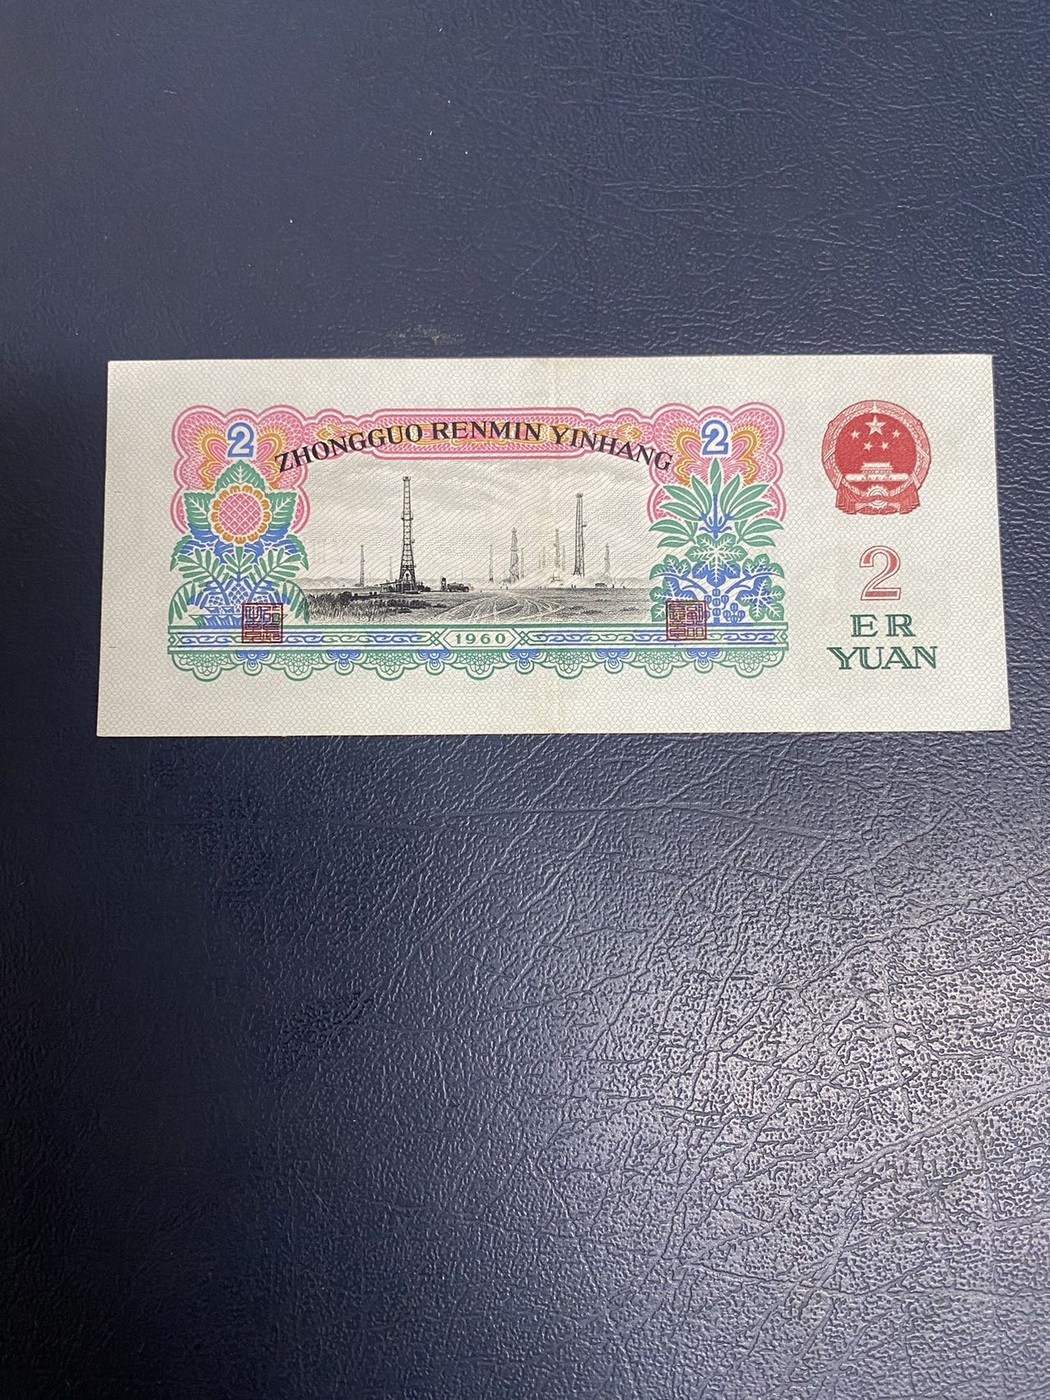 ZHONGGUO RENMIN YINHANG
2
2
1960
2
ER
YUAN